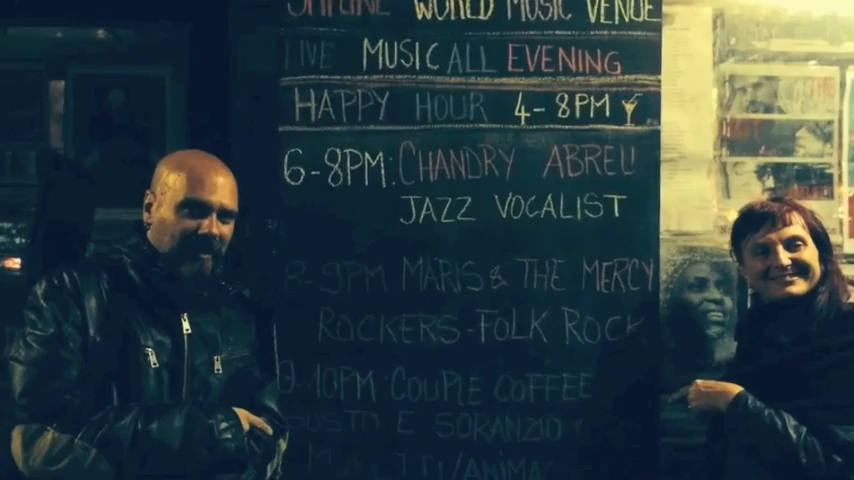 WORLD MUSIC VENUE
LIVE MUSIC ALL EVENING
HAPPY HOUR 4-8PM
6-8PM: CHANDRY ABREU
JAZZ VOCALIST
8-9PM MARIS & THE MERCY
ROCKERS-FOLK ROCK
9-10PM COUPLE COFFEE
E SORANZIO